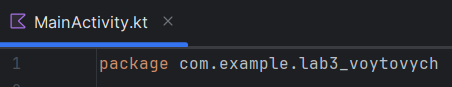 MainActivity.kt
1 package com.example.lab3_voytovych